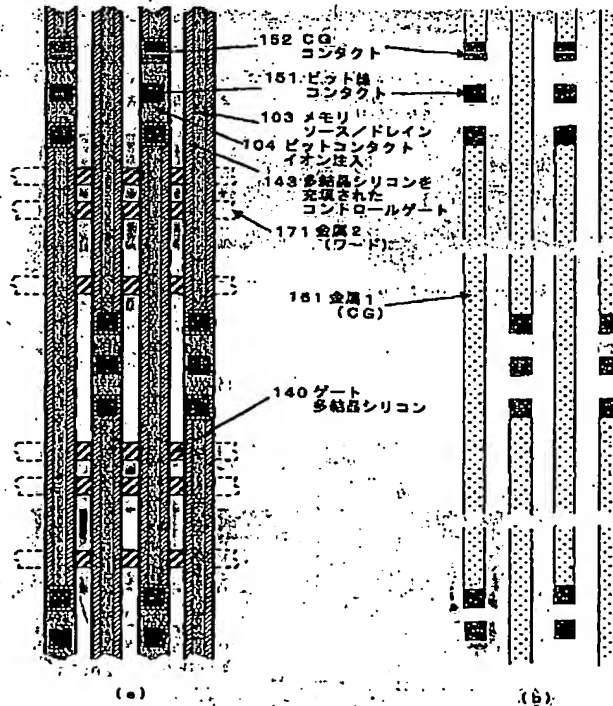 152 CG
コンタクト
151 ビット線
コンタクト
103 メモリ
ソース/ドレイン
104 ビットコンタクト
イオン注入
143 多結晶シリコンを
充填された
コントロールゲート
171 金属2
(ワード)
161 金属1
(CG)
140 ゲート
多結晶シリコン
(a)
(b)